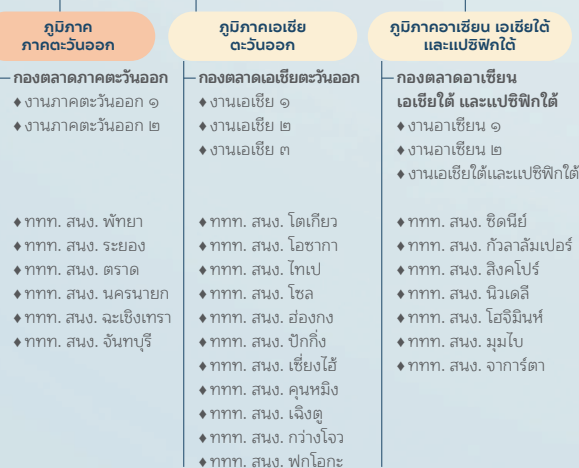 ภูมิภาค
ภาคตะวันออก
กองตลาดภาคตะวันออก
♦ งานภาคตะวันออก ๑
♦ งานภาคตะวันออก ๒
♦ ททท. สนง. พัทยา
♦ ททท. สนง. ระยอง
♦ ททท. สนง. ตราด
♦ ททท. สนง. นครนายก
♦ ททท. สนง. ฉะเชิงเทรา
♦ ททท. สนง. จันทบุรี
ภูมิภาคเอเชีย
ตะวันออก
กองตลาดเอเชียตะวันออก
♦ งานเอเชีย ๑
♦ งานเอเชีย ๒
♦ งานเอเชีย ๓
♦ ททท. สนง. โตเกียว
♦ ททท. สนง. โอซากา
♦ ททท. สนง. ไทเป
♦ ททท. สนง. โซล
♦ ททท. สนง. ฮ่องกง
♦ ททท. สนง. ปักกิ่ง
♦ ททท. สนง. เซี่ยงไฮ้
♦ ททท. สนง. คุนหมิง
♦ ททท. สนง. เฉิงตู
♦ ททท. สนง. กว่างโจว
♦ ททท. สนง. ฟุกโอกะ
ภูมิภาคอาเซียน เอเชียใต้
และแปซิฟิกใต้
กองตลาดอาเซียน
เอเชียใต้ และแปซิฟิกใต้
♦ งานอาเซียน ๑
♦ งานอาเซียน ๒
♦ งานเอเชียใต้และแปซิฟิกใต้
♦ ททท. สนง. ซิดนีย์
♦ ททท. สนง. กัวลาลัมเปอร์
♦ ททท. สนง. สิงคโปร์
♦ ททท. สนง. นิวเดลี
♦ ททท. สนง. โฮจิมินห์
♦ ททท. สนง. มุมไบ
♦ ททท. สนง. จาการ์ตา